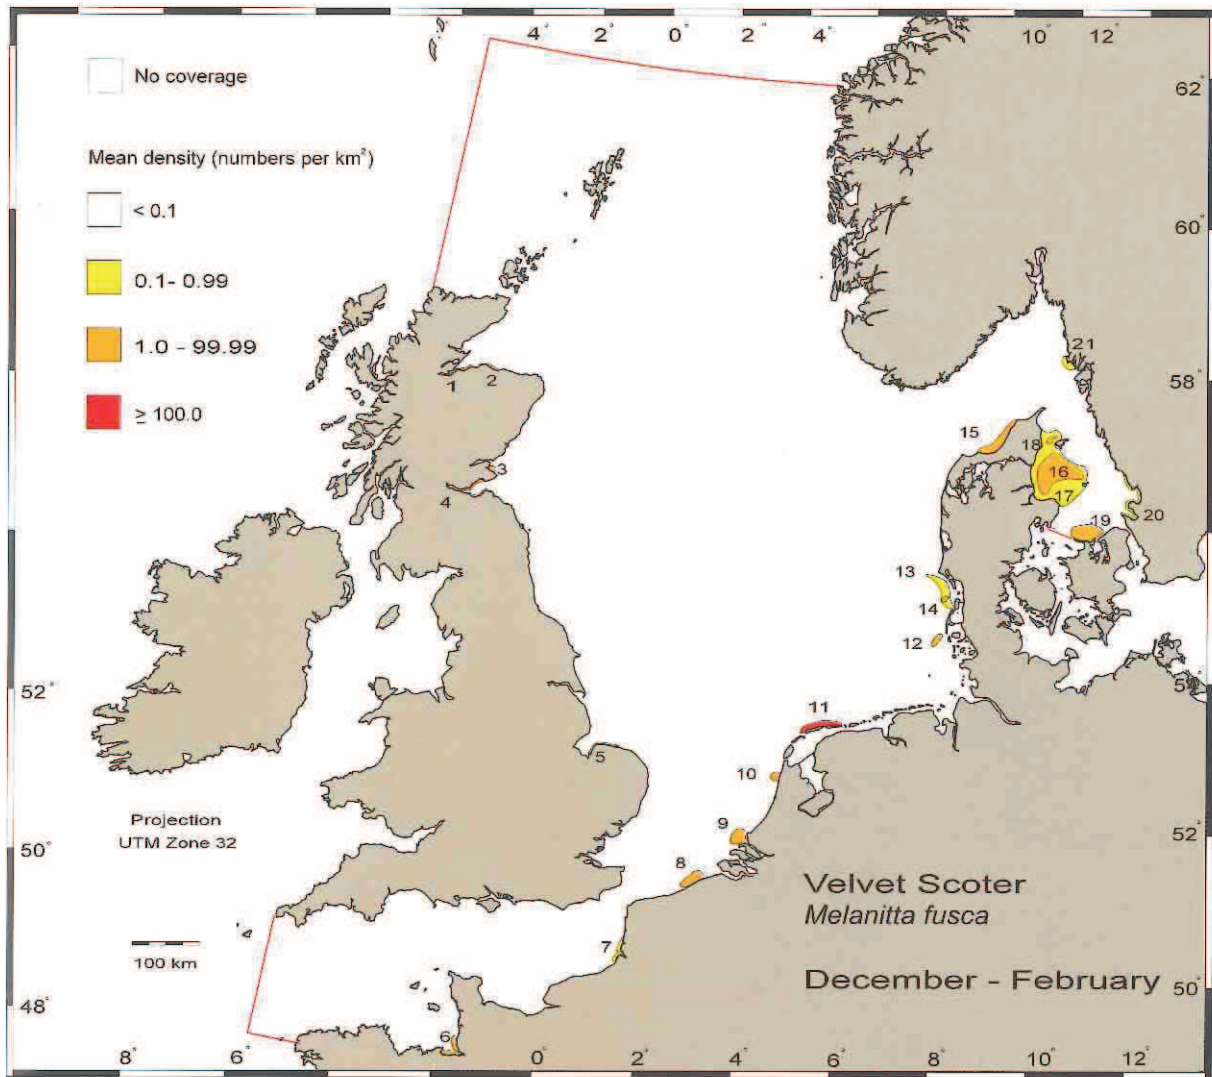 4° 2° 0° 2° 4° 10° 12°
No coverage
62°
Mean density (numbers per km²)
< 0.1
60°
0.1- 0.99
1.0 - 99.99
21
58°
1 2
≥ 100.0
15
18
3
16
4
17
20
19
13
14
12
52°
11
5
10
Projection
UTM Zone 32
9
52°
50°
8
Velvet Scoter
Melanitta fusca
100 km
7
December - February
50°
48°
6
8° 6° 0° 2° 4° 6° 8° 10° 12°